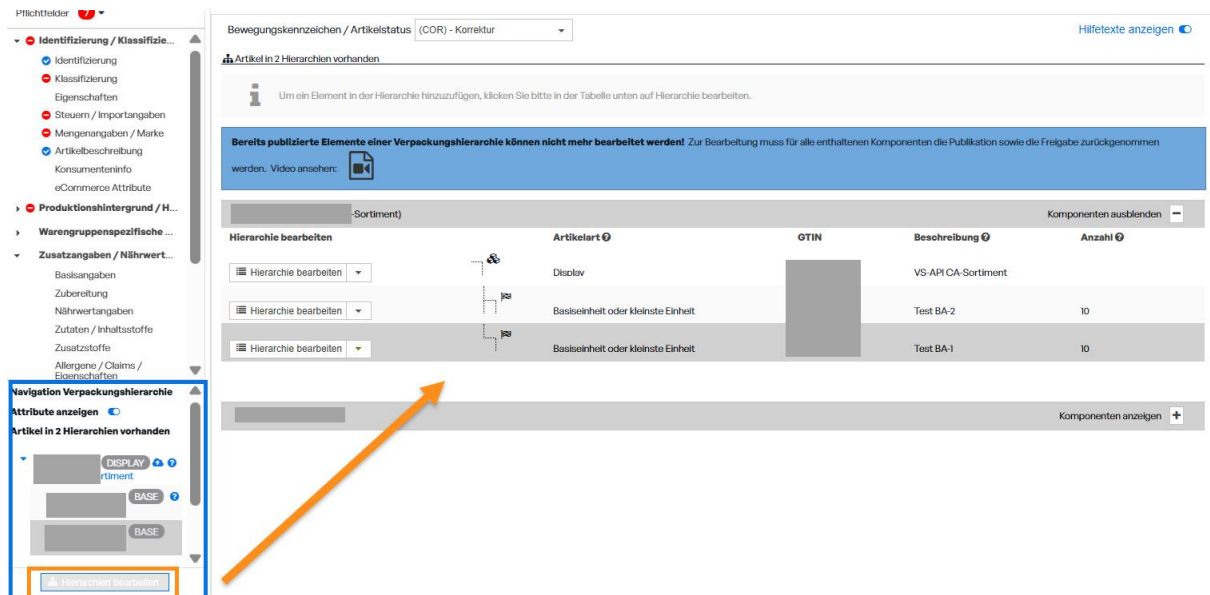 Pflichtfelder 7
Identifizierung / Klassifizie...
Identifizierung
Klassifizierung
Eigenschaften
Steuern / Importangaben
Mengenangaben / Marke
Artikelbeschreibung
Konsumenteninfo
eCommerce Attribute
Produktionshintergrund / H...
Warengruppenspezifische ...
Zusatzangaben / Nährwert...
Basisangaben
Zubereitung
Nährwertangaben
Zutaten / Inhaltsstoffe
Zusatzstoffe
Allergene / Claims /
Eigenschaften
Navigation Verpackungshierarchie
Attribute anzeigen
Artikel in 2 Hierarchien vorhanden
DISPLAY
rtiment
BASE
BASE
Hierarchien bearbeiten
Bewegungskennzeichen / Artikelstatus (COR) - Korrektur
Hilfetexte anzeigen
Artikel in 2 Hierarchien vorhanden
Um ein Element in der Hierarchie hinzuzufügen, klicken Sie bitte in der Tabelle unten auf Hierarchie bearbeiten.
Bereits publizierte Elemente einer Verpackungshierarchie können nicht mehr bearbeitet werden! Zur Bearbeitung muss für alle enthaltenen Komponenten die Publikation sowie die Freigabe zurückgenommen
werden. Video ansehen:
-Sortiment) Komponenten ausblenden
Hierarchie bearbeiten Artikelart GTIN Beschreibung Anzahl
Hierarchie bearbeiten Display VS-API CA-Sortiment
Hierarchie bearbeiten Basiseinheit oder kleinste Einheit Test BA-2 10
Hierarchie bearbeiten Basiseinheit oder kleinste Einheit Test BA-1 10
Komponenten anzeigen